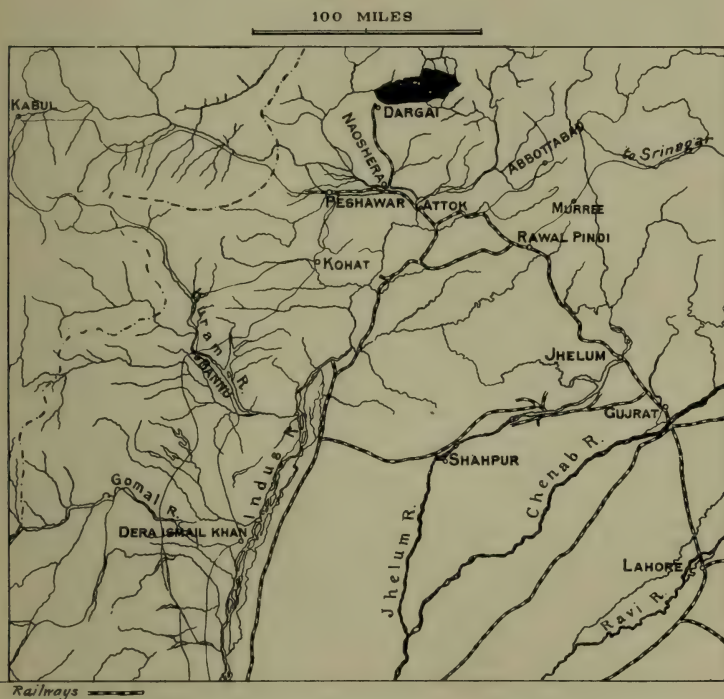 100 MILES
KABUL
DARGAI
NAOSHERA
ABBOTTABAD
to Srinagar
PESHAWAR
ATTOK
MURREE
RAWAL PINDI
KOHAT
Kuram R.
BANNU
JHELUM
GUJRAT
Indus R.
SHAHPUR
Chenab R.
Gomal R.
DERA ISMAIL KHAN
Jhelum R.
LAHORE
Ravi R.
Railways